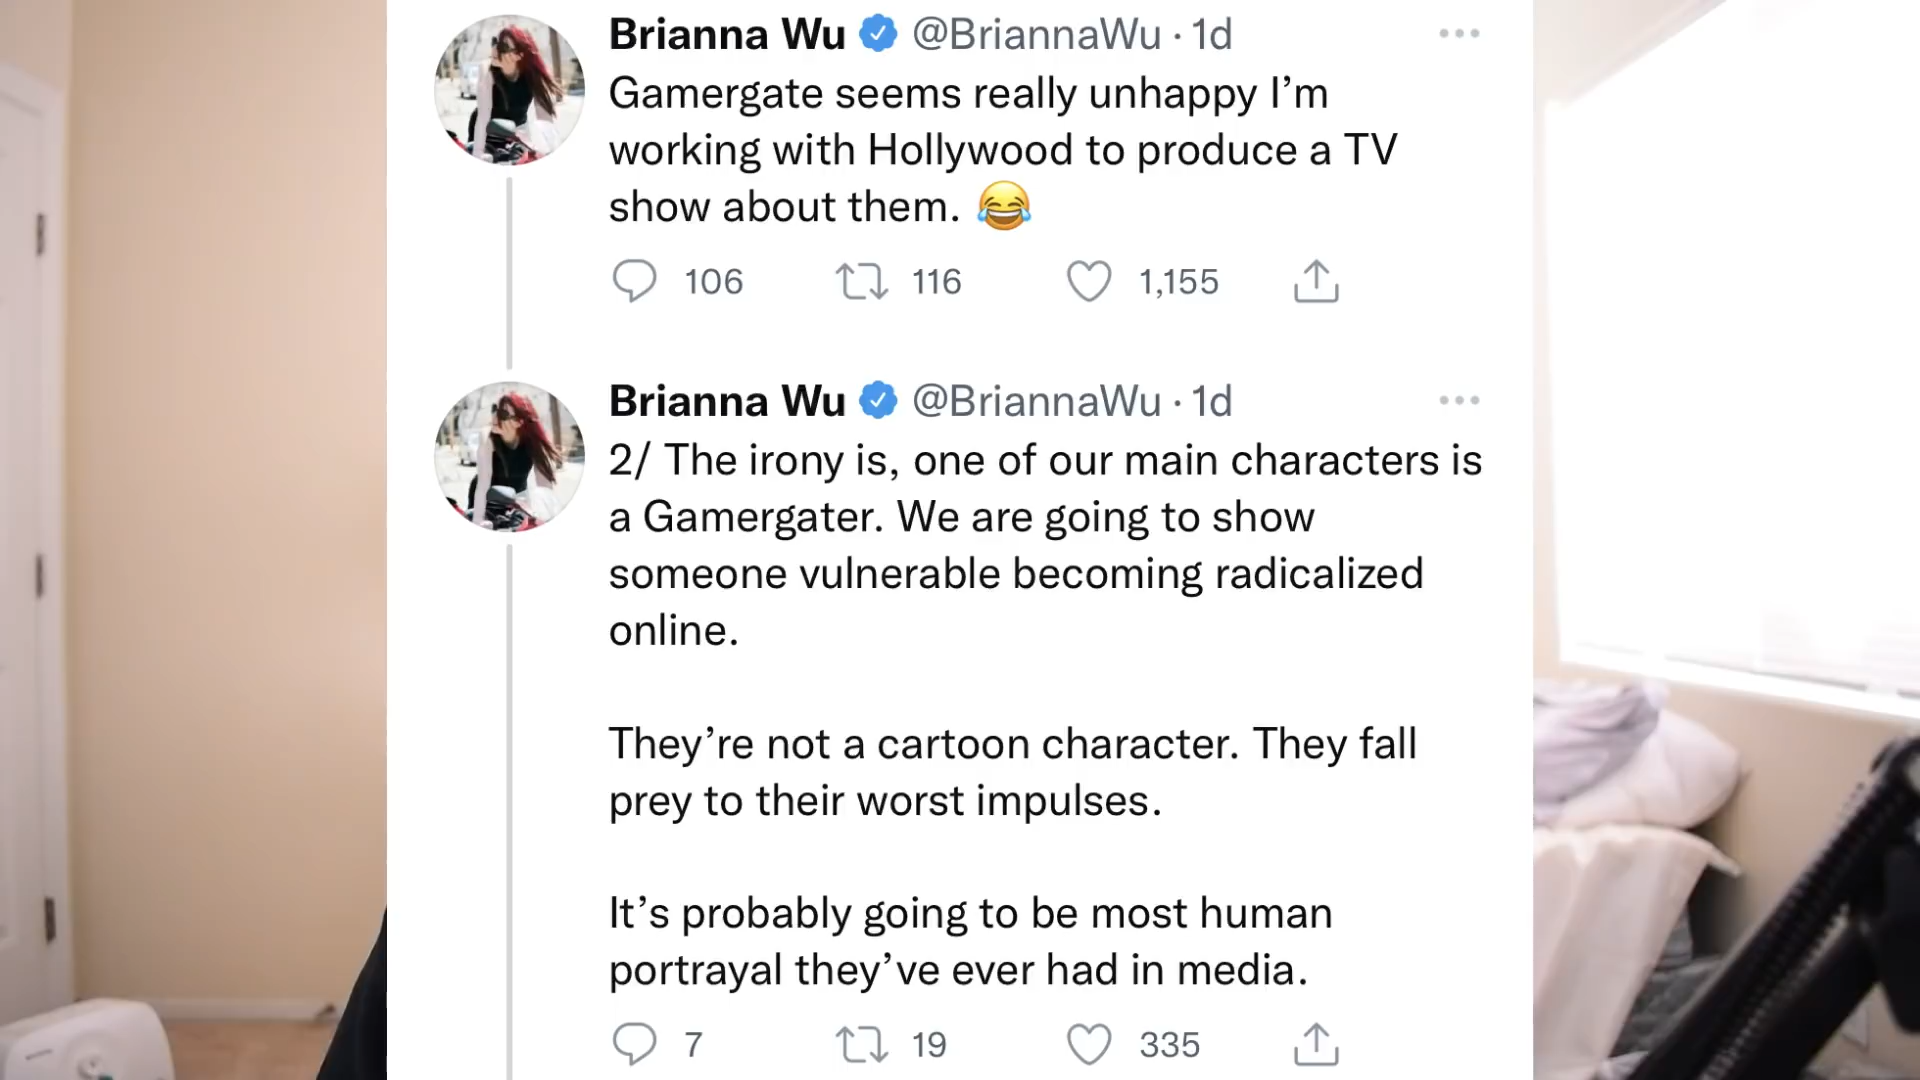 Brianna Wu @BriannaWu · 1d
Gamergate seems really unhappy I’m
working with Hollywood to produce a TV
show about them. 😂
106 116 1,155
Brianna Wu @BriannaWu · 1d
2/ The irony is, one of our main characters is
a Gamergater. We are going to show
someone vulnerable becoming radicalized
online.
They’re not a cartoon character. They fall
prey to their worst impulses.
It’s probably going to be most human
portrayal they’ve ever had in media.
7 19 335